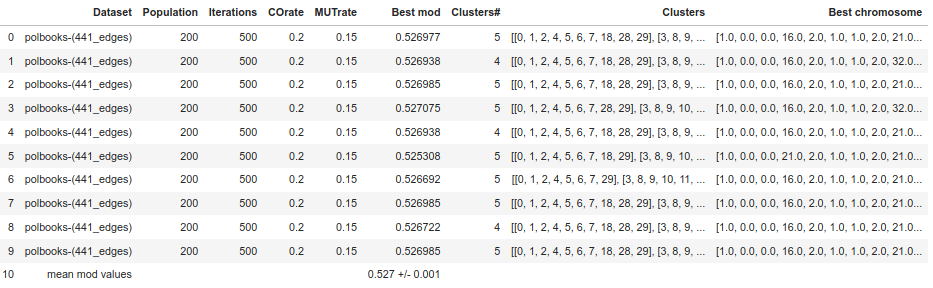 Dataset Population Iterations COrate MUTrate Best mod Clusters# Clusters Best chromosome
0 polbooks-(441_edges) 200 500 0.2 0.15 0.526977 5 [[0, 1, 2, 4, 5, 6, 7, 18, 28, 29], [3, 8, 9, ... [1.0, 0.0, 0.0, 16.0, 2.0, 1.0, 1.0, 2.0, 21.0...
1 polbooks-(441_edges) 200 500 0.2 0.15 0.526938 4 [[0, 1, 2, 4, 5, 6, 7, 18, 28, 29], [3, 8, 9, ... [1.0, 0.0, 0.0, 16.0, 2.0, 1.0, 1.0, 2.0, 32.0...
2 polbooks-(441_edges) 200 500 0.2 0.15 0.526985 5 [[0, 1, 2, 4, 5, 6, 7, 18, 28, 29], [3, 8, 9, ... [1.0, 0.0, 0.0, 16.0, 2.0, 1.0, 1.0, 2.0, 21.0...
3 polbooks-(441_edges) 200 500 0.2 0.15 0.527075 5 [[0, 1, 2, 4, 5, 6, 7, 28, 29], [3, 8, 9, 10, ... [1.0, 0.0, 0.0, 16.0, 2.0, 1.0, 1.0, 2.0, 32.0...
4 polbooks-(441_edges) 200 500 0.2 0.15 0.526938 4 [[0, 1, 2, 4, 5, 6, 7, 18, 28, 29], [3, 8, 9, ... [1.0, 0.0, 0.0, 16.0, 2.0, 1.0, 1.0, 2.0, 21.0...
5 polbooks-(441_edges) 200 500 0.2 0.15 0.525308 5 [[0, 1, 2, 4, 5, 6, 7, 18, 29], [3, 8, 9, 10, ... [1.0, 0.0, 0.0, 21.0, 2.0, 1.0, 1.0, 2.0, 21.0...
6 polbooks-(441_edges) 200 500 0.2 0.15 0.526692 5 [[0, 1, 2, 4, 5, 6, 7, 29], [3, 8, 9, 10, 11, ... [1.0, 0.0, 0.0, 16.0, 2.0, 1.0, 1.0, 2.0, 21.0...
7 polbooks-(441_edges) 200 500 0.2 0.15 0.526985 5 [[0, 1, 2, 4, 5, 6, 7, 18, 28, 29], [3, 8, 9, ... [1.0, 0.0, 0.0, 16.0, 2.0, 1.0, 1.0, 2.0, 21.0...
8 polbooks-(441_edges) 200 500 0.2 0.15 0.526722 4 [[0, 1, 2, 4, 5, 6, 7, 18, 28, 29], [3, 8, 9, ... [1.0, 0.0, 0.0, 16.0, 2.0, 1.0, 1.0, 2.0, 21.0...
9 polbooks-(441_edges) 200 500 0.2 0.15 0.526985 5 [[0, 1, 2, 4, 5, 6, 7, 18, 28, 29], [3, 8, 9, ... [1.0, 0.0, 0.0, 16.0, 2.0, 1.0, 1.0, 2.0, 21.0...
10 mean mod values 0.527 +/- 0.001